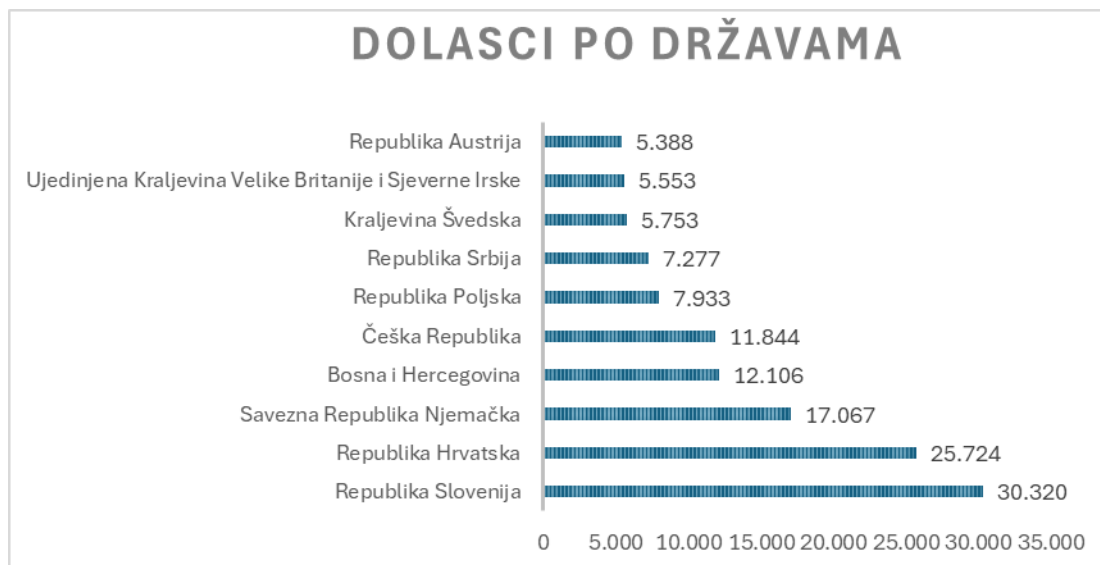 DOLASCI PO DRŽAVAMA
Republika Austrija 5.388
Ujedinjena Kraljevina Velike Britanije i Sjeverne Irske 5.553
Kraljevina Švedska 5.753
Republika Srbija 7.277
Republika Poljska 7.933
Češka Republika 11.844
Bosna i Hercegovina 12.106
Savezna Republika Njemačka 17.067
Republika Hrvatska 25.724
Republika Slovenija 30.320
0 5.000 10.000 15.000 20.000 25.000 30.000 35.000